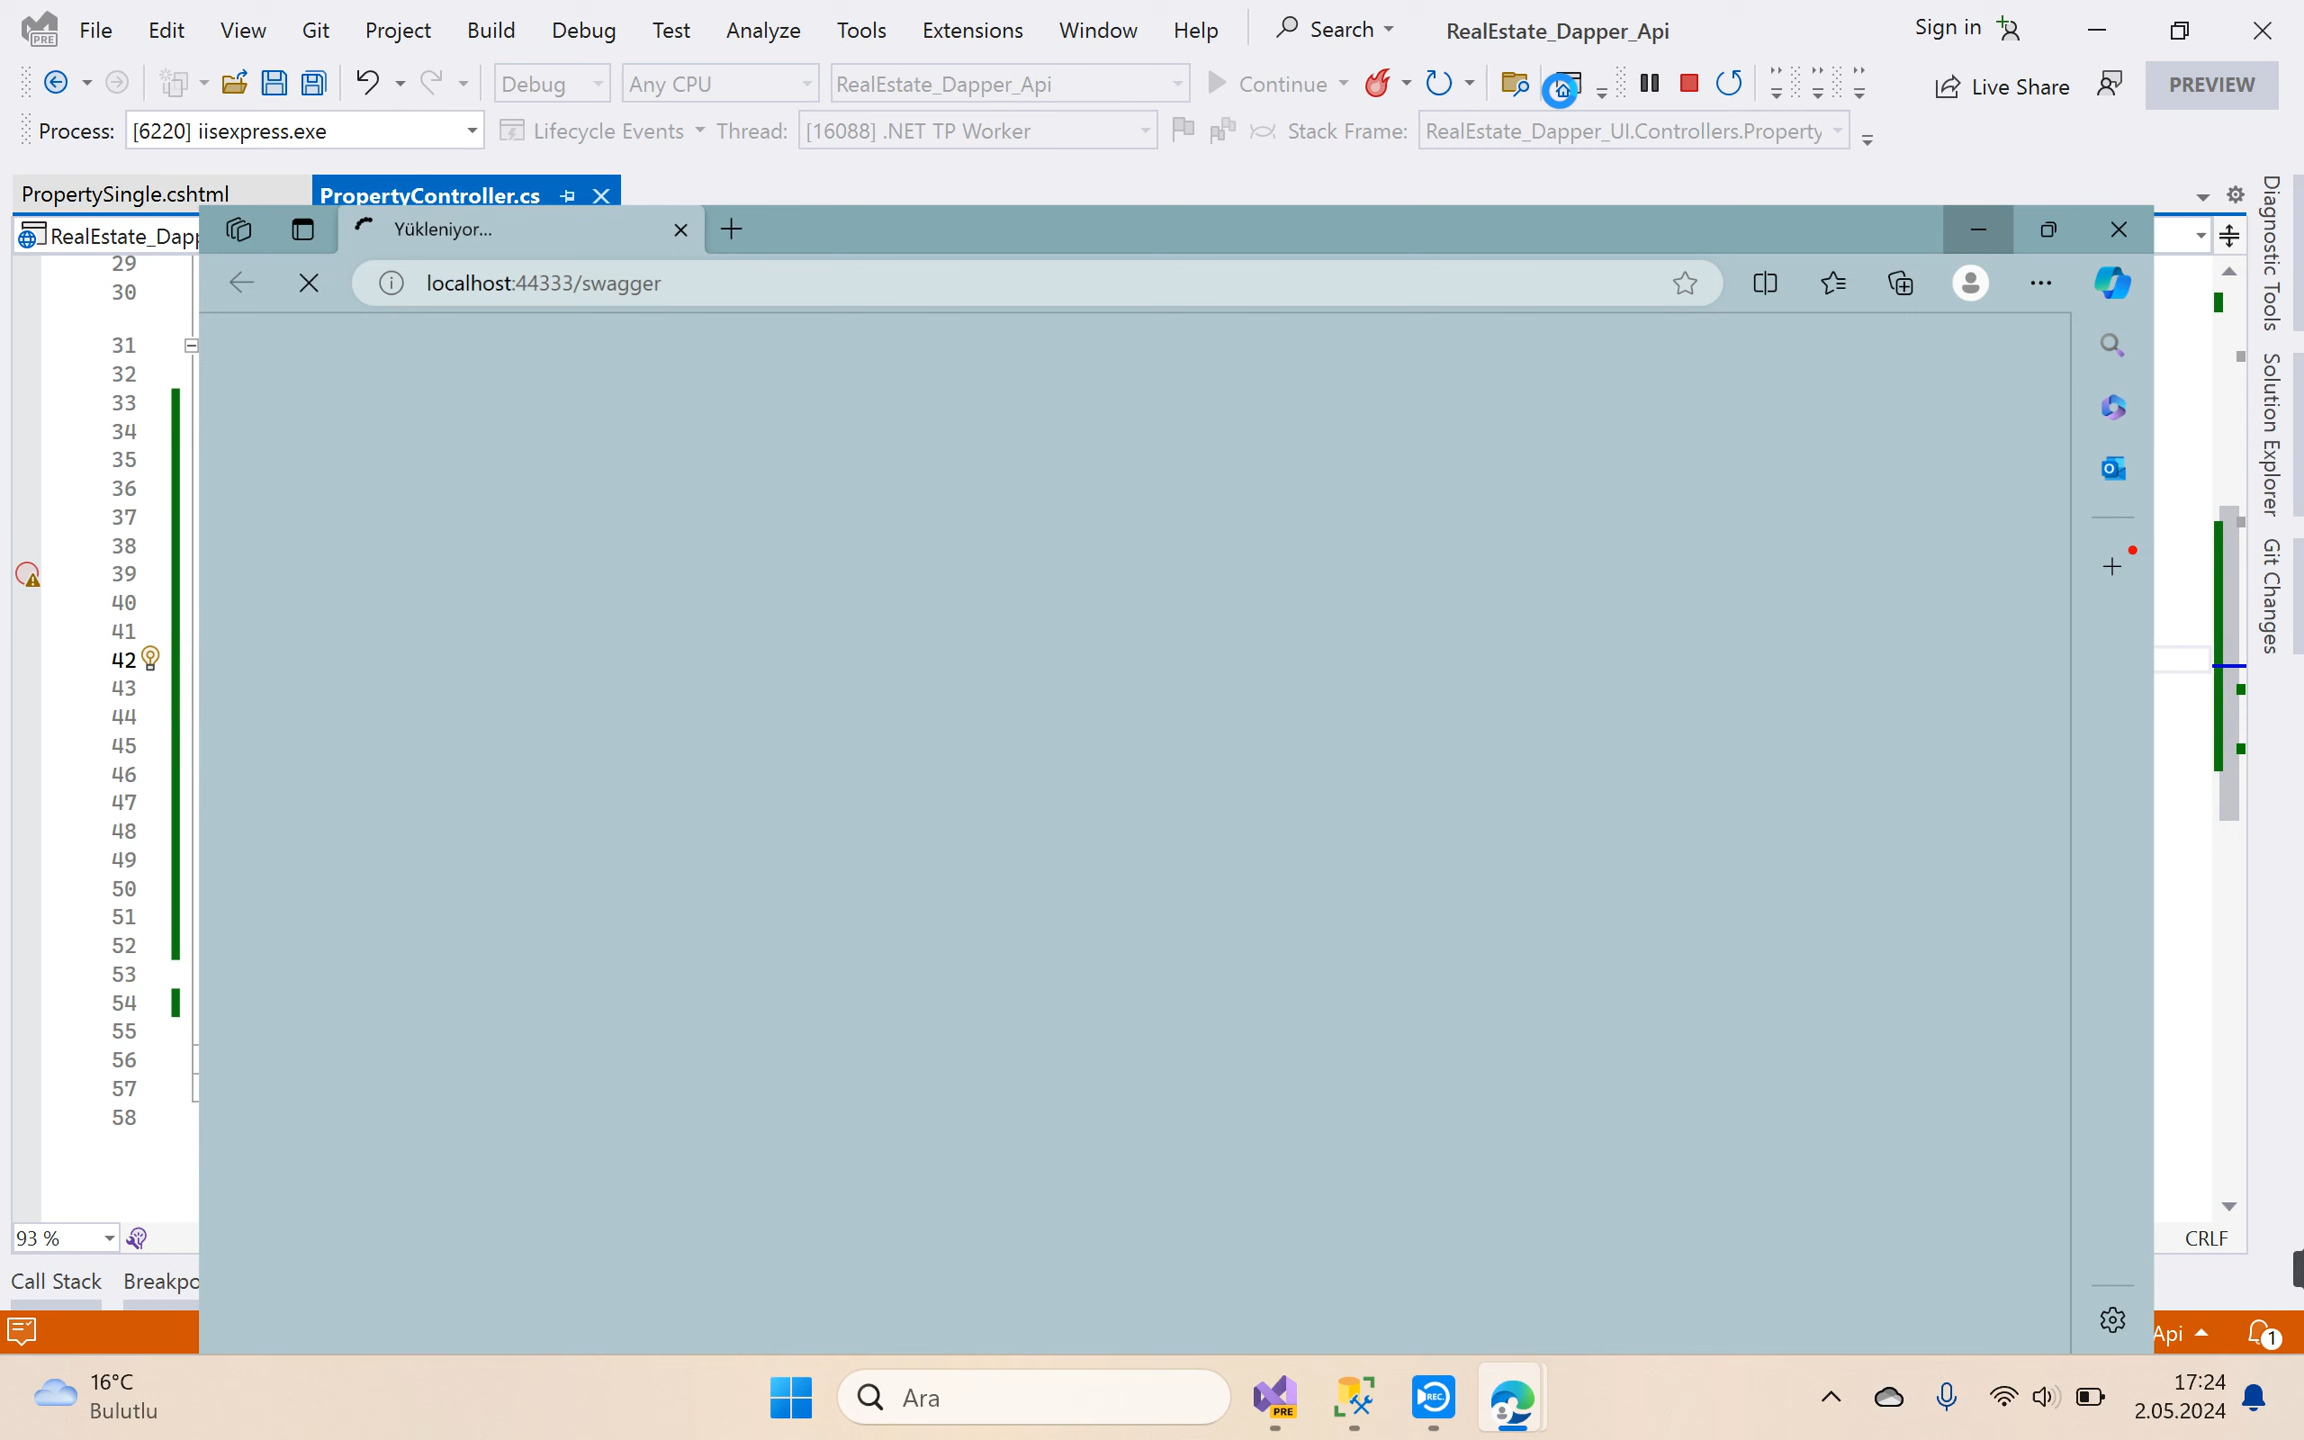 File Edit View Git Project Build Debug Test Analyze Tools Extensions Window Help Search RealEstate_Dapper_Api Sign in
PRE
Debug Any CPU RealEstate_Dapper_Api Continue Live Share PREVIEW
Process: [6220] iisexpress.exe Lifecycle Events Thread: [16088] .NET TP Worker Stack Frame: RealEstate_Dapper_UI.Controllers.Property
PropertySingle.cshtml PropertyController.cs
RealEstate_Dapp
Yükleniyor...
localhost:44333/swagger
Diagnostic Tools
Solution Explorer
Git Changes
29
30
31
32
33
34
35
36
37
38
39
40
41
42
43
44
45
46
47
48
49
50
51
52
53
54
55
56
57
58
93 % CRLF
Call Stack Breakpo
Api 1
16°C
Bulutlu
Ara
PRE
REC
17:24
2.05.2024